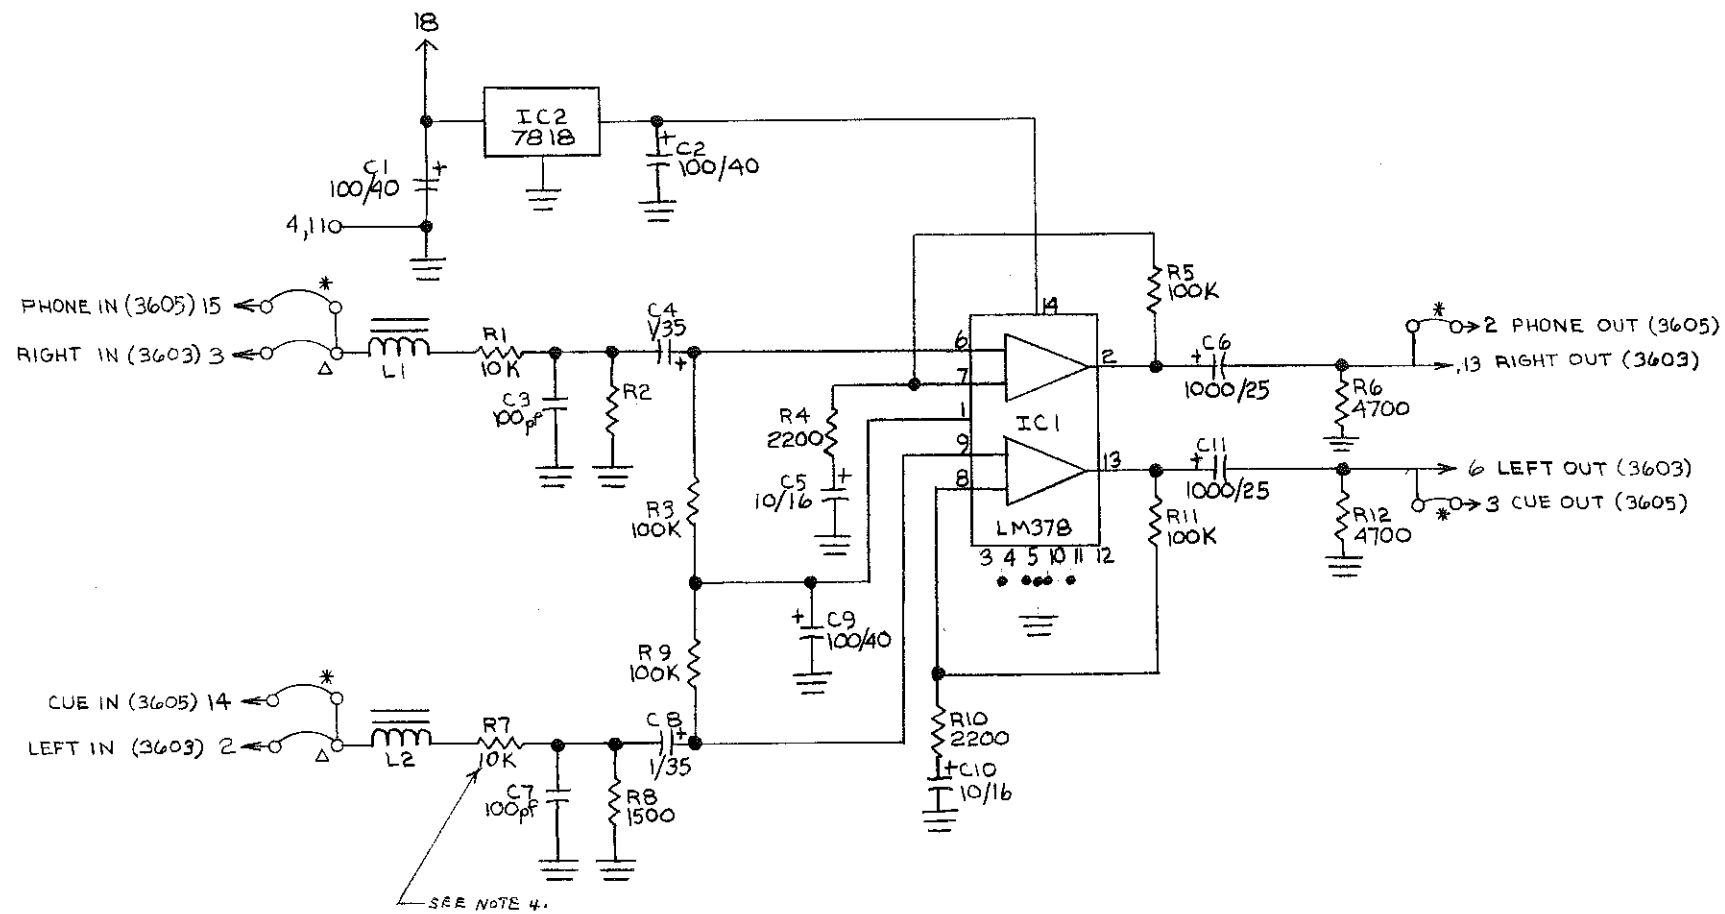 18
IC2
7818
C1
100/40
+
+
C2
100/40
4,11
*
PHONE IN (3605) 15
RIGHT IN (3603) 3
Δ
L1
R1
10K
C3
100pf
R2
C4
1/35
+
R3
100K
R4
2200
+
C5
10/16
R5
100K
14
6
7
1
9
8
2
13
IC1
LM378
3 4 5 10 11 12
+
C6
1000/25
R6
4700
*
2 PHONE OUT (3605)
13 RIGHT OUT (3603)
+
C11
1000/25
R11
100K
R12
4700
6 LEFT OUT (3603)
*
3 CUE OUT (3605)
+
C9
100/40
R9
100K
*
CUE IN (3605) 14
LEFT IN (3603) 2
Δ
L2
R7
10K
C7
100pf
R8
1500
C8
+
1/35
R10
2200
+
C10
10/16
SEE NOTE 4.